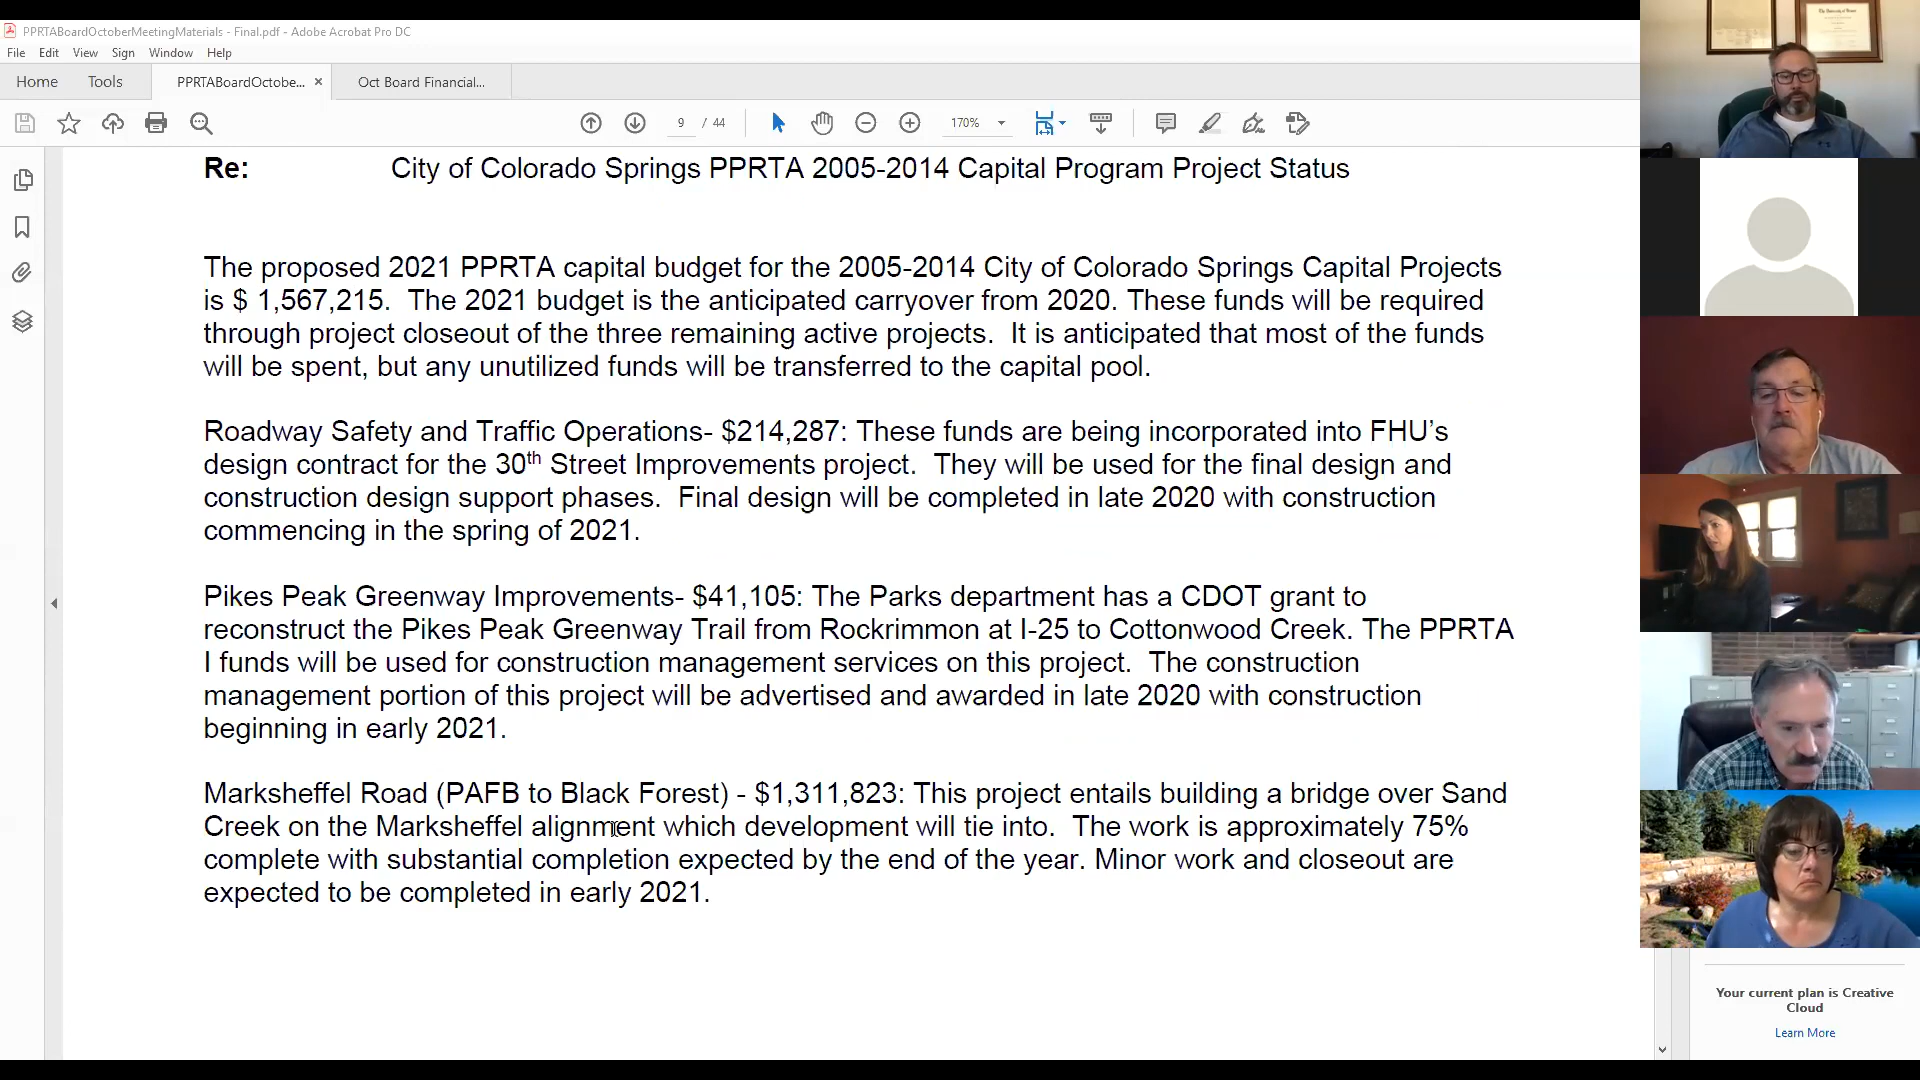 PPRTABoardOctoberMeetingMaterials - Final.pdf - Adobe Acrobat Pro DC
File Edit View Sign Window Help
Home Tools PPRTABoardOctobe... × Oct Board Financial...
9 / 44 170%
Re: City of Colorado Springs PPRTA 2005-2014 Capital Program Project Status
The proposed 2021 PPRTA capital budget for the 2005-2014 City of Colorado Springs Capital Projects
is $ 1,567,215. The 2021 budget is the anticipated carryover from 2020. These funds will be required
through project closeout of the three remaining active projects. It is anticipated that most of the funds
will be spent, but any unutilized funds will be transferred to the capital pool.
Roadway Safety and Traffic Operations- $214,287: These funds are being incorporated into FHU's
design contract for the 30th Street Improvements project. They will be used for the final design and
construction design support phases. Final design will be completed in late 2020 with construction
commencing in the spring of 2021.
Pikes Peak Greenway Improvements- $41,105: The Parks department has a CDOT grant to
reconstruct the Pikes Peak Greenway Trail from Rockrimmon at I-25 to Cottonwood Creek. The PPRTA
I funds will be used for construction management services on this project. The construction
management portion of this project will be advertised and awarded in late 2020 with construction
beginning in early 2021.
Marksheffel Road (PAFB to Black Forest) - $1,311,823: This project entails building a bridge over Sand
Creek on the Marksheffel alignment which development will tie into. The work is approximately 75%
complete with substantial completion expected by the end of the year. Minor work and closeout are
expected to be completed in early 2021.
Your current plan is Creative
Cloud
Learn More